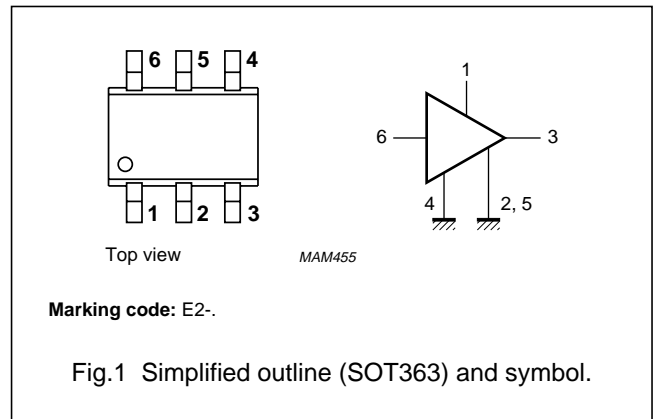 6 5 4
1 2 3
Top view
1
6
3
4
2, 5
MAM455
Marking code: E2-.
Fig.1 Simplified outline (SOT363) and symbol.